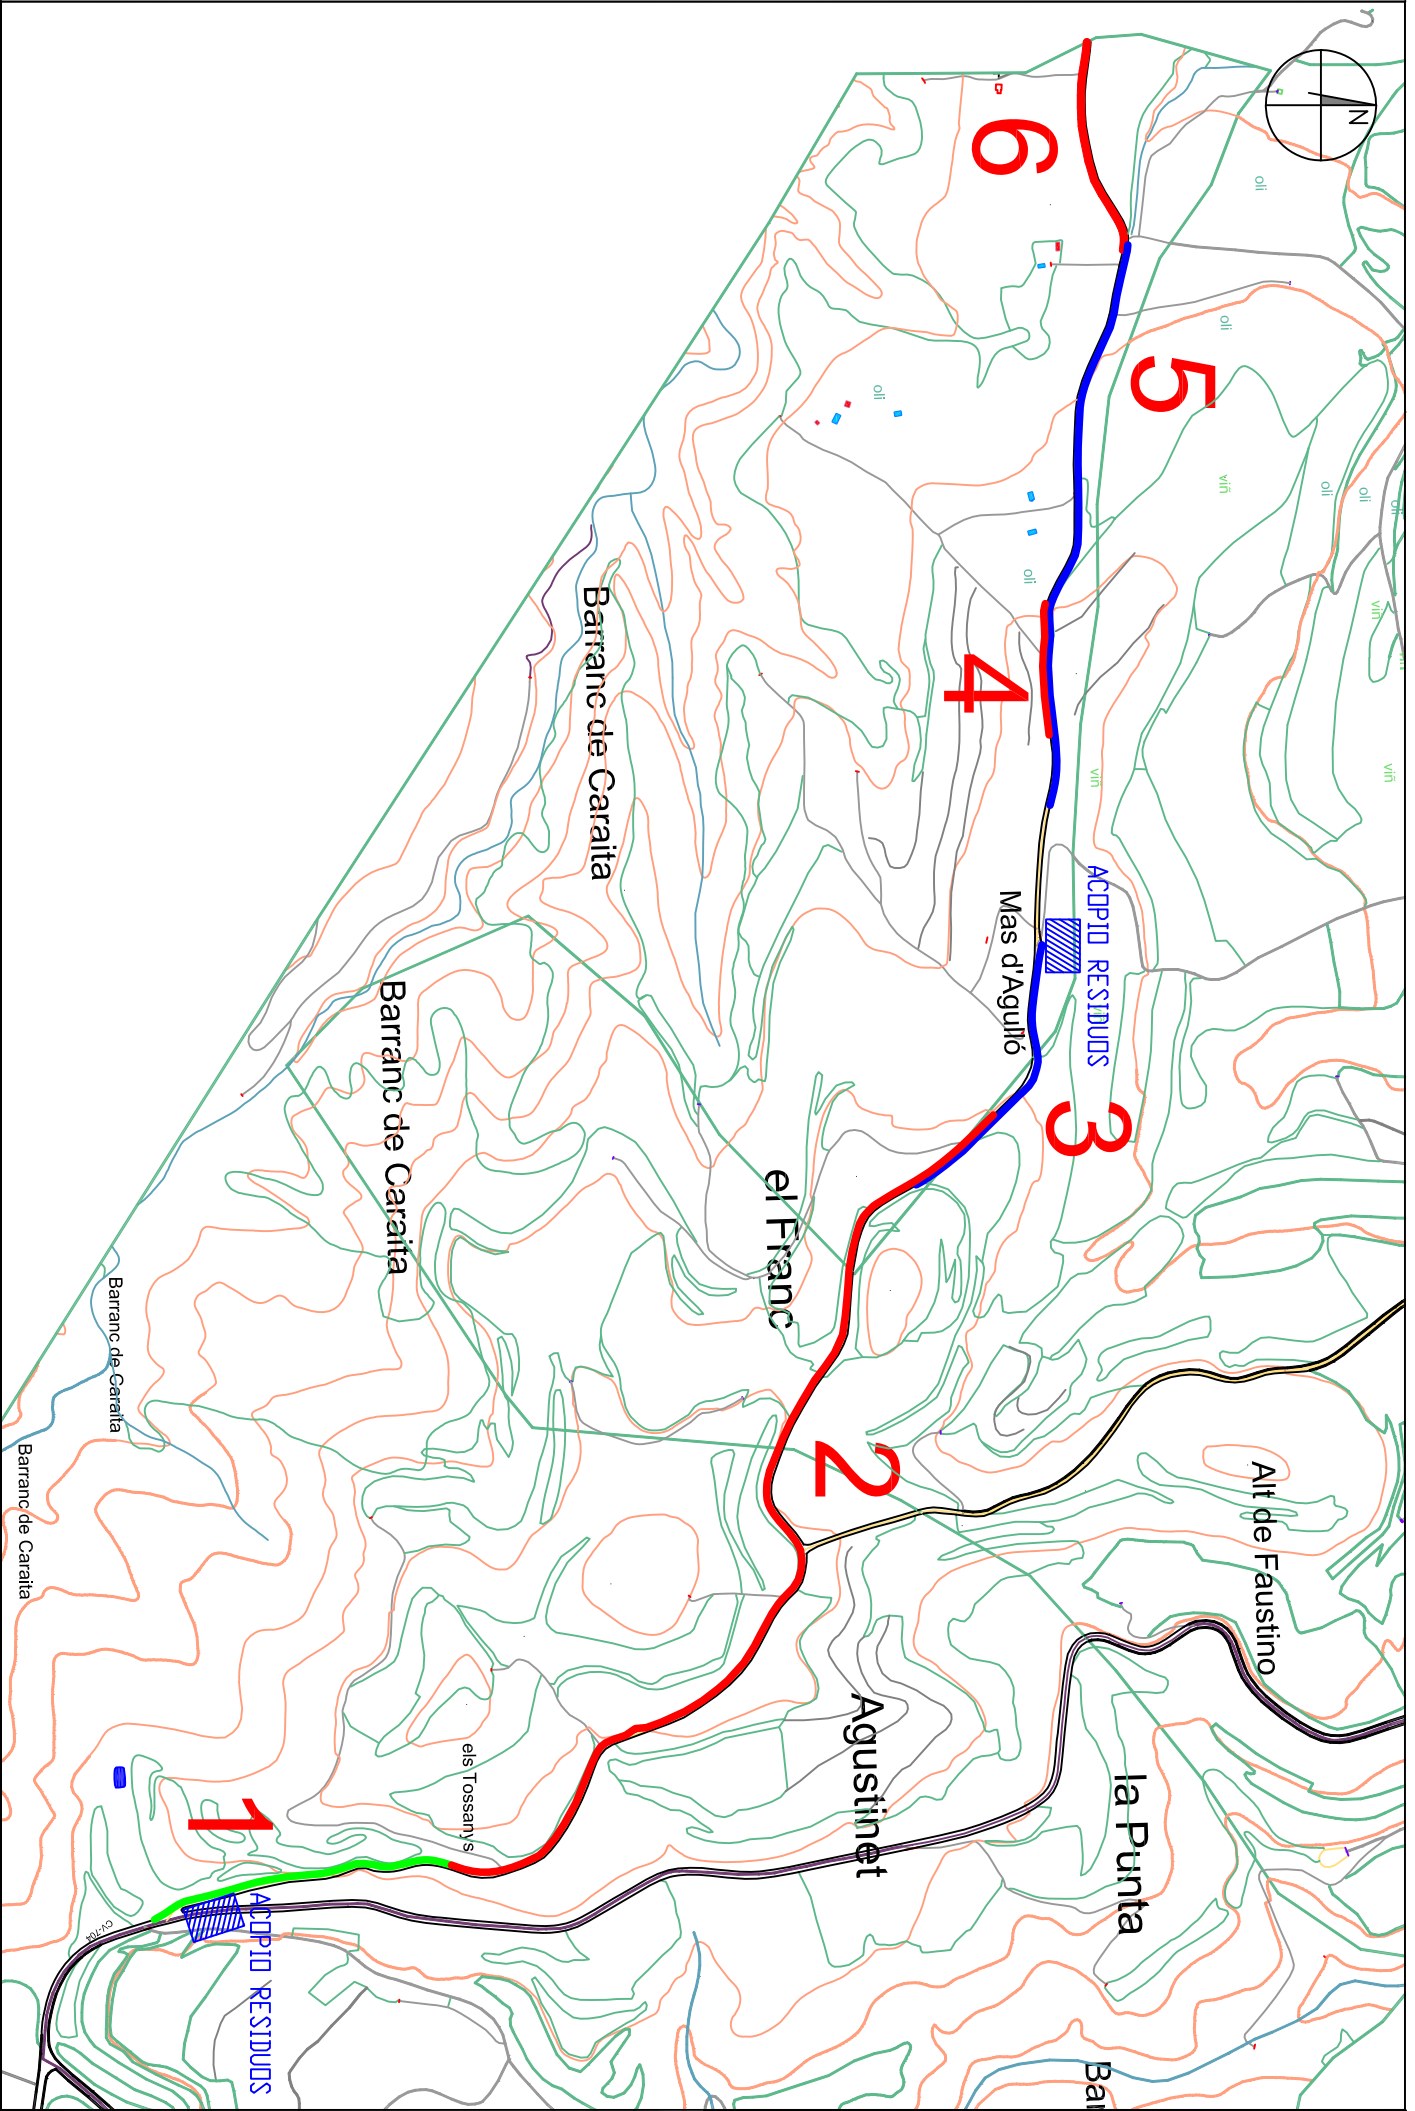 N
oli
viñ
viñ
oli
oli
Alt de Faustino
oli
oli
viñ
5
la Punta
ACOPIO RESIDUOS
viñ
3
6
oli
Mas d'Agulló
4
oli
Agustinet
2
el Franc
Barranc de Caraita
els Tossanys
Barranc de Caraita
ACOPIO RESIDUOS
1
Barranc de Caraita
CV-704
Barranc de Caraita